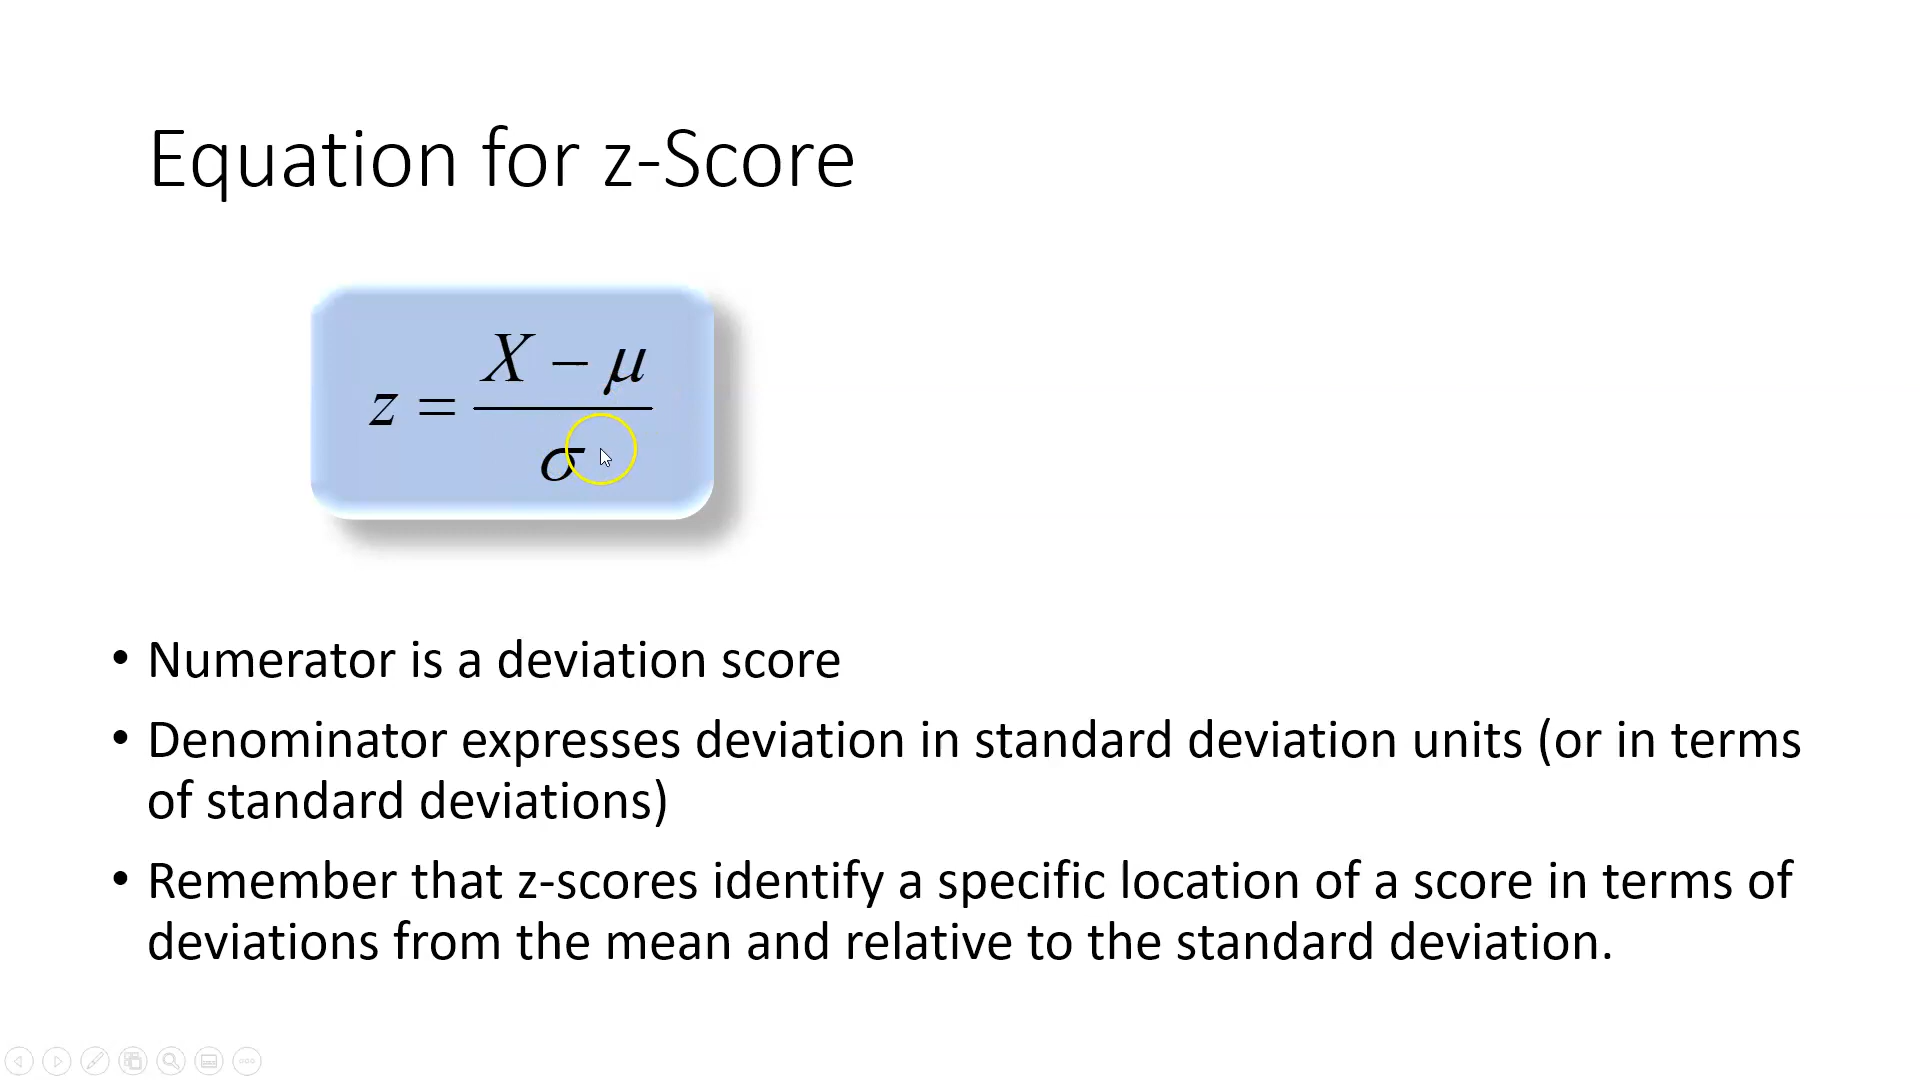 Equation for z-Score
z = X − μ / σ
• Numerator is a deviation score
• Denominator expresses deviation in standard deviation units (or in terms
of standard deviations)
• Remember that z-scores identify a specific location of a score in terms of
deviations from the mean and relative to the standard deviation.